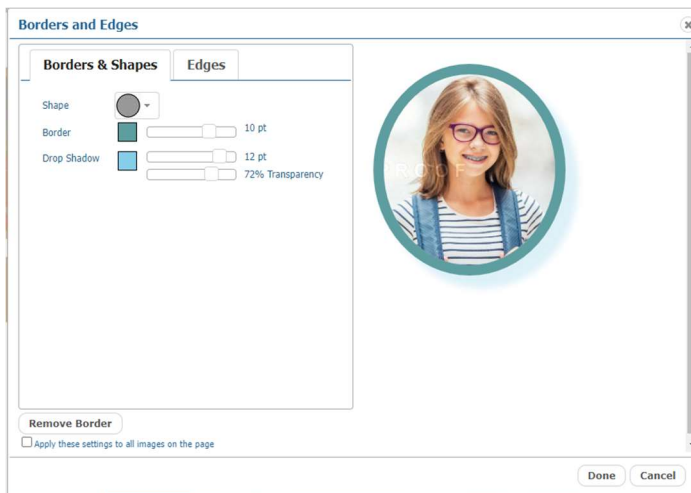 Borders and Edges
Borders & Shapes Edges
Shape
Border 10 pt
Drop Shadow 12 pt
72% Transparency
ROOF
Remove Border
Apply these settings to all images on the page
Done Cancel